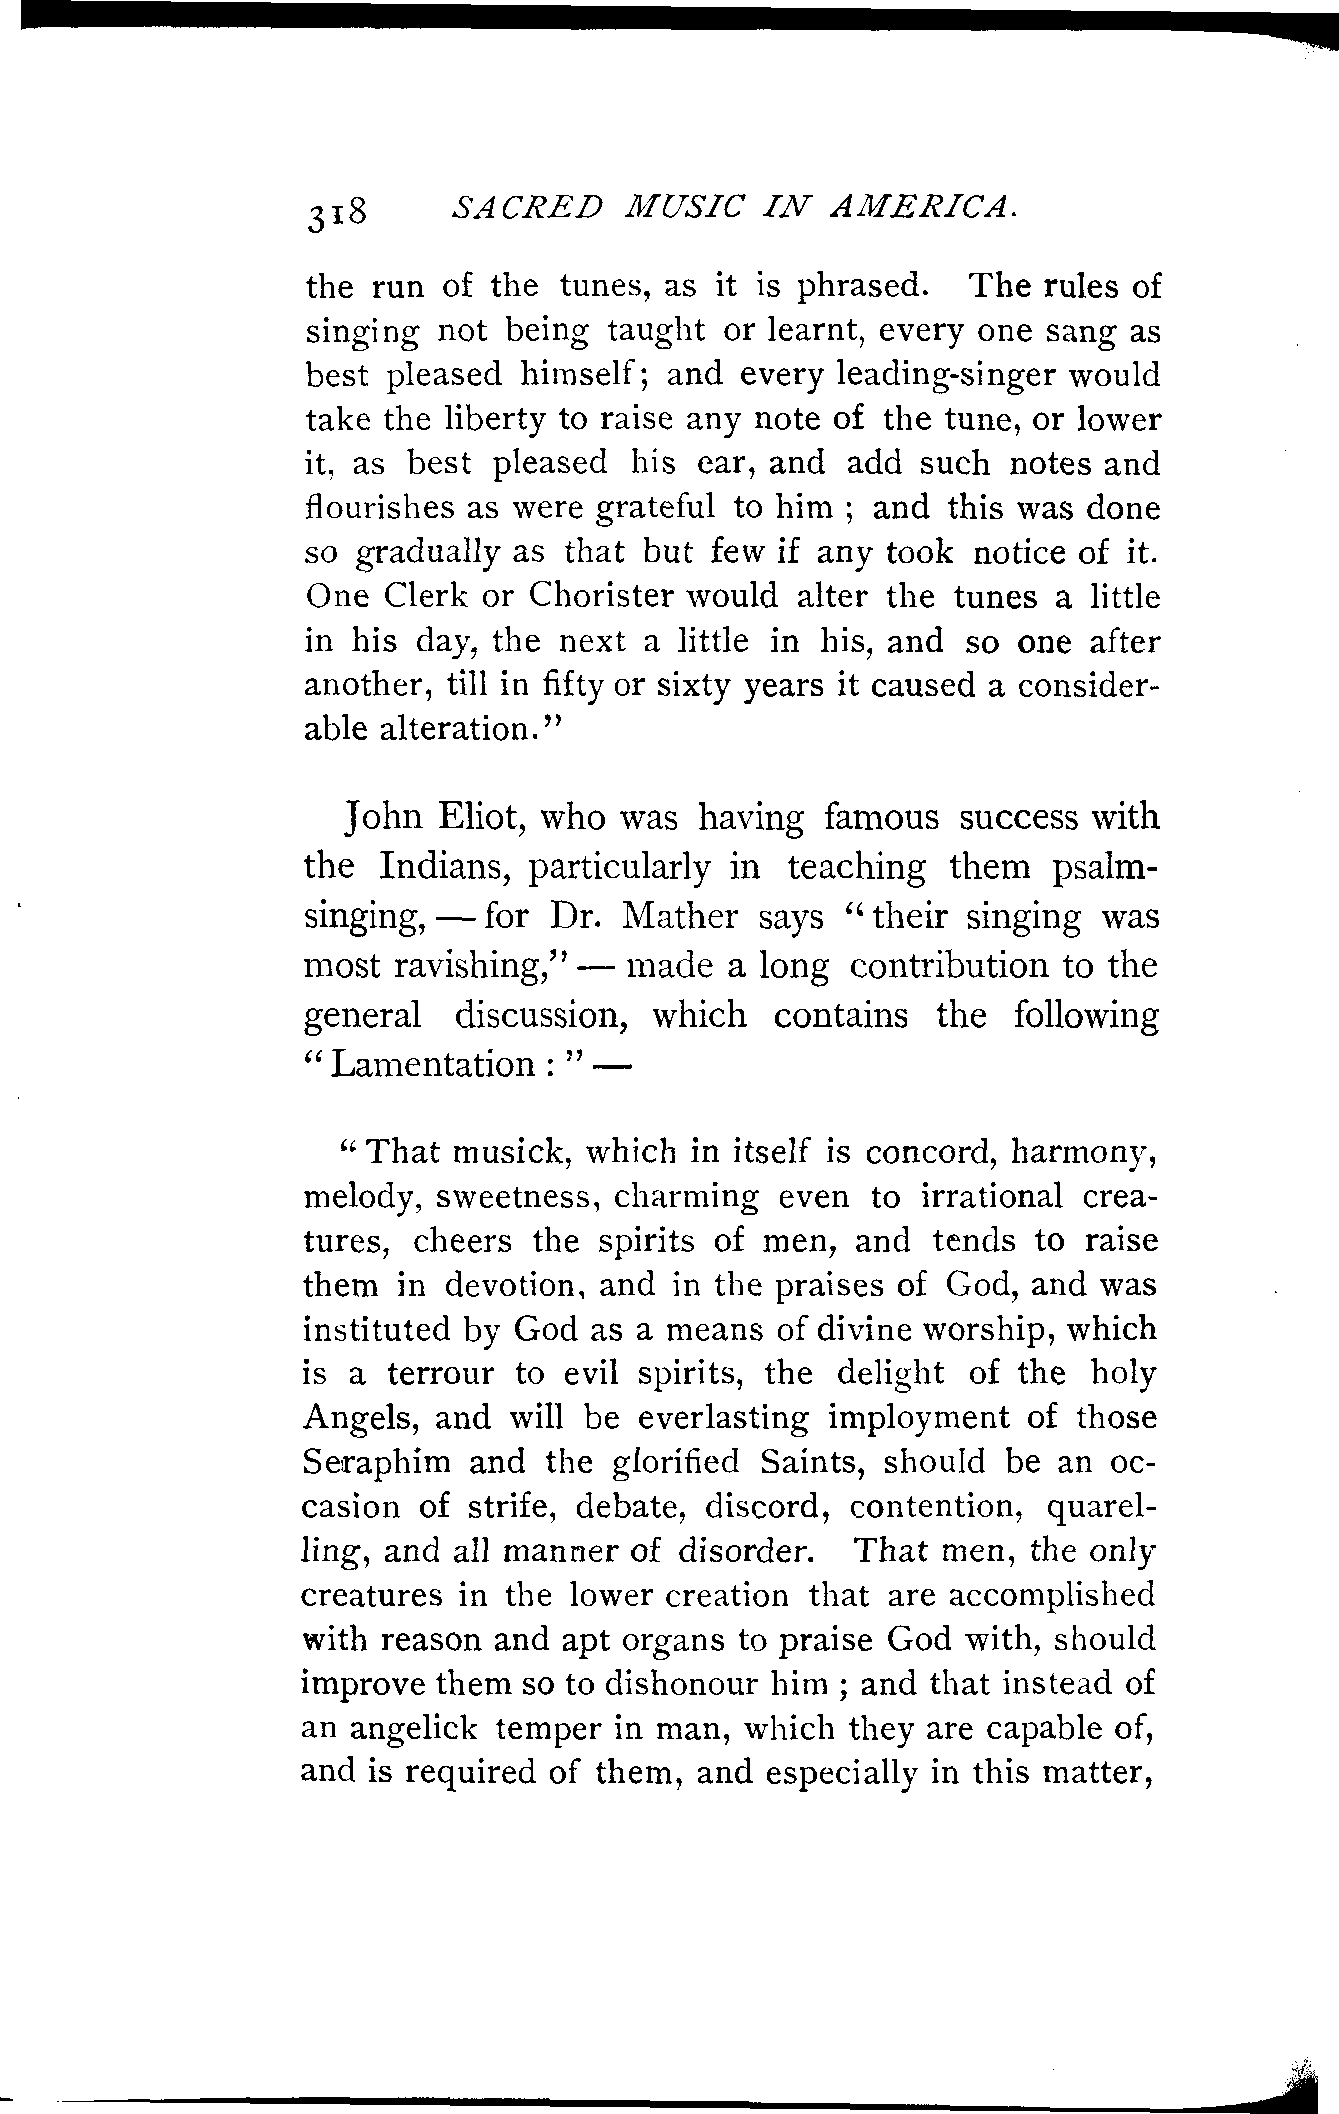 318 SACRED MUSIC IN AMERICA.
the run of the tunes, as it is phrased. The rules of
singing not being taught or learnt, every one sang as
best pleased himself; and every leading-singer would
take the liberty to raise any note of the tune, or lower
it, as best pleased his ear, and add such notes and
flourishes as were grateful to him ; and this was done
so gradually as that but few if any took notice of it.
One Clerk or Chorister would alter the tunes a little
in his day, the next a little in his, and so one after
another, till in fifty or sixty years it caused a consider-
able alteration."
John Eliot, who was having famous success with
the Indians, particularly in teaching them psalm-
singing, — for Dr. Mather says " their singing was
most ravishing," — made a long contribution to the
general discussion, which contains the following
" Lamentation : " —
" That musick, which in itself is concord, harmony,
melody, sweetness, charming even to irrational crea-
tures, cheers the spirits of men, and tends to raise
them in devotion, and in the praises of God, and was
instituted by God as a means of divine worship, which
is a terrour to evil spirits, the delight of the holy
Angels, and will be everlasting imployment of those
Seraphim and the glorified Saints, should be an oc-
casion of strife, debate, discord, contention, quarel-
ling, and all manner of disorder. That men, the only
creatures in the lower creation that are accomplished
with reason and apt organs to praise God with, should
improve them so to dishonour him ; and that instead of
an angelick temper in man, which they are capable of,
and is required of them, and especially in this matter,